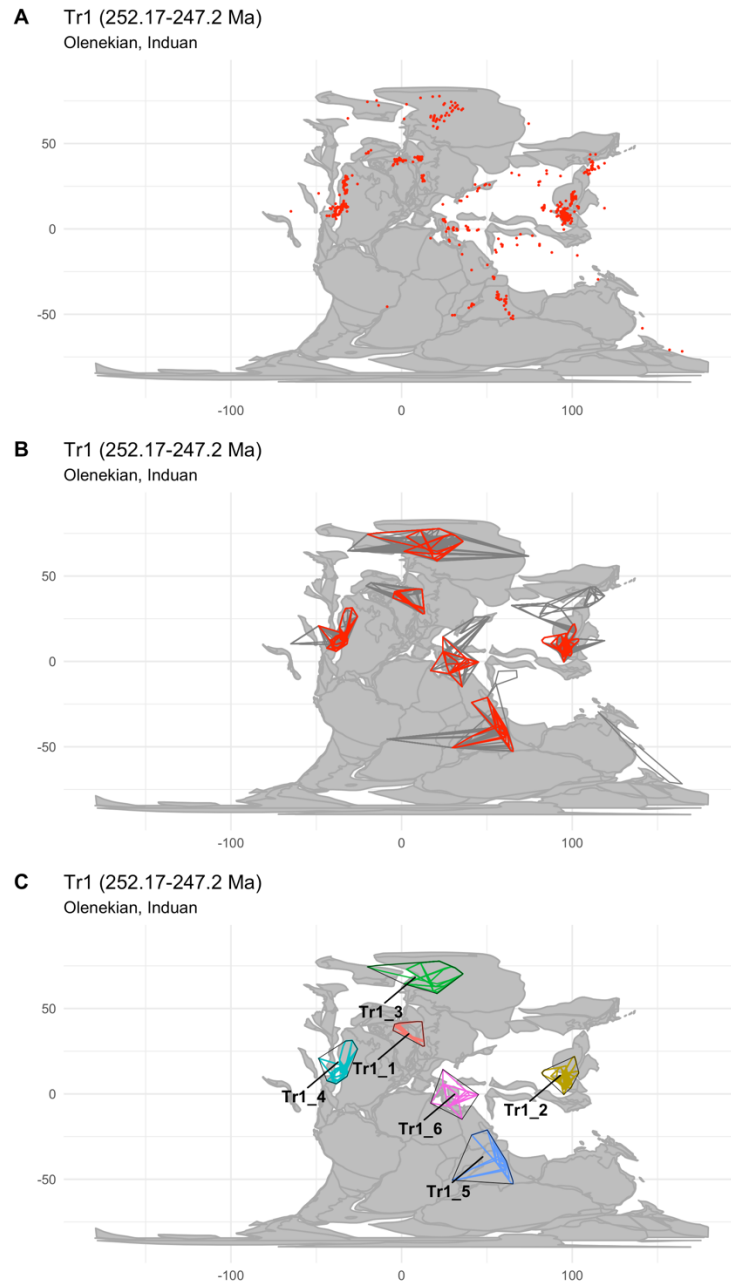 A Tr1 (252.17-247.2 Ma)
Olenekian, Induan
50
0
-50
-100 0 100
B Tr1 (252.17-247.2 Ma)
Olenekian, Induan
50
0
-50
-100 0 100
C Tr1 (252.17-247.2 Ma)
Olenekian, Induan
50
Tr1_3
Tr1_1
Tr1_4
Tr1_2
0
Tr1_6
-50
Tr1_5
-100 0 100